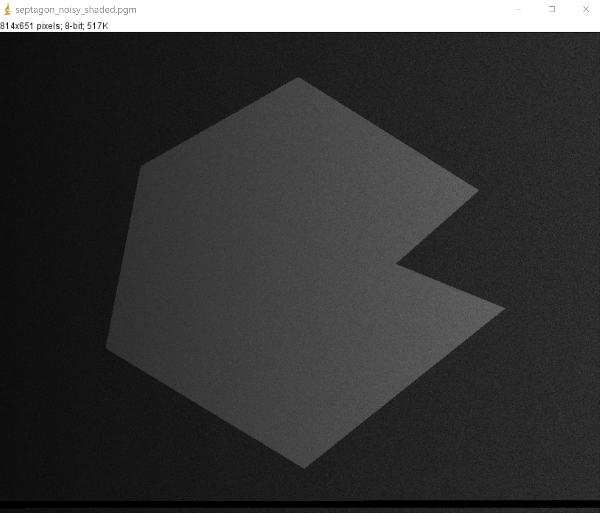 septagon_noisy_shaded.pgm
814x651 pixels; 8-bit; 517K